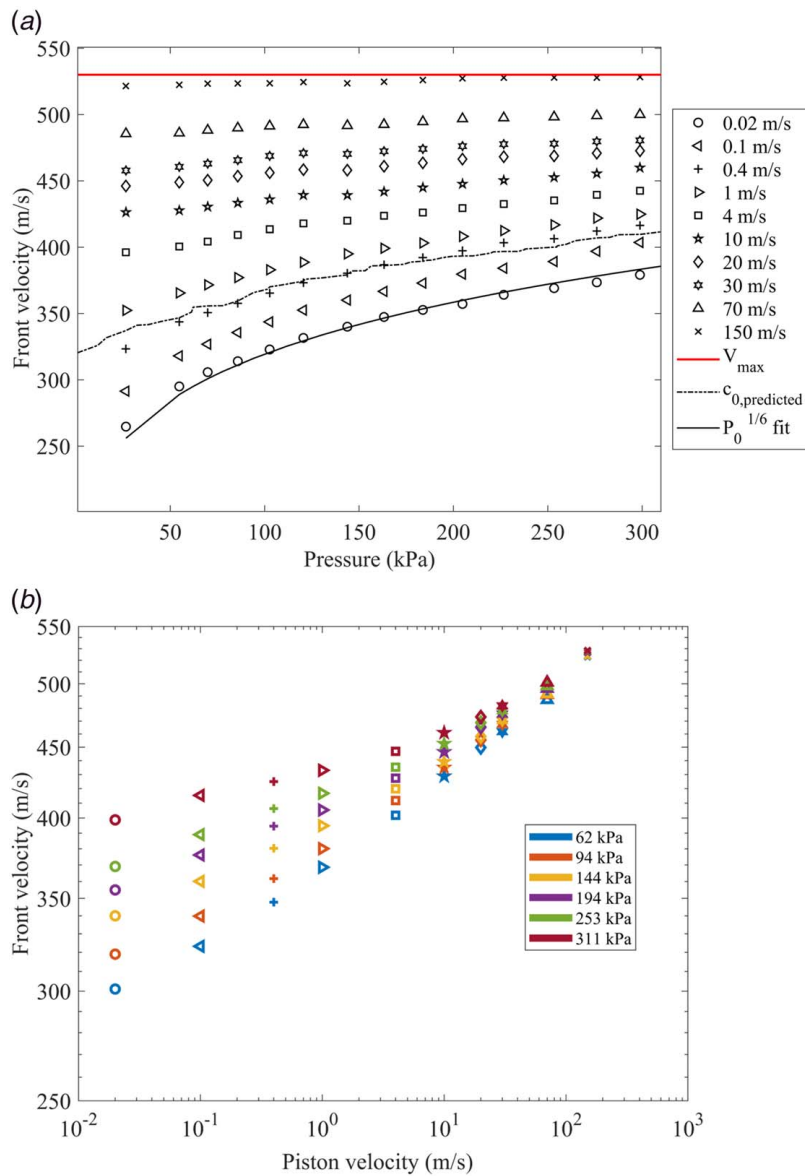 (a)
550
500
450
400
350
300
250
Front velocity (m/s)
50 100 150 200 250 300
Pressure (kPa)
0.02 m/s
0.1 m/s
0.4 m/s
1 m/s
4 m/s
10 m/s
20 m/s
30 m/s
70 m/s
150 m/s
Vmax
c0,predicted
P0 1/6 fit
(b)
550
500
450
400
350
300
250
Front velocity (m/s)
62 kPa
94 kPa
144 kPa
194 kPa
253 kPa
311 kPa
10-2 10-1 100 101 102 103
Piston velocity (m/s)